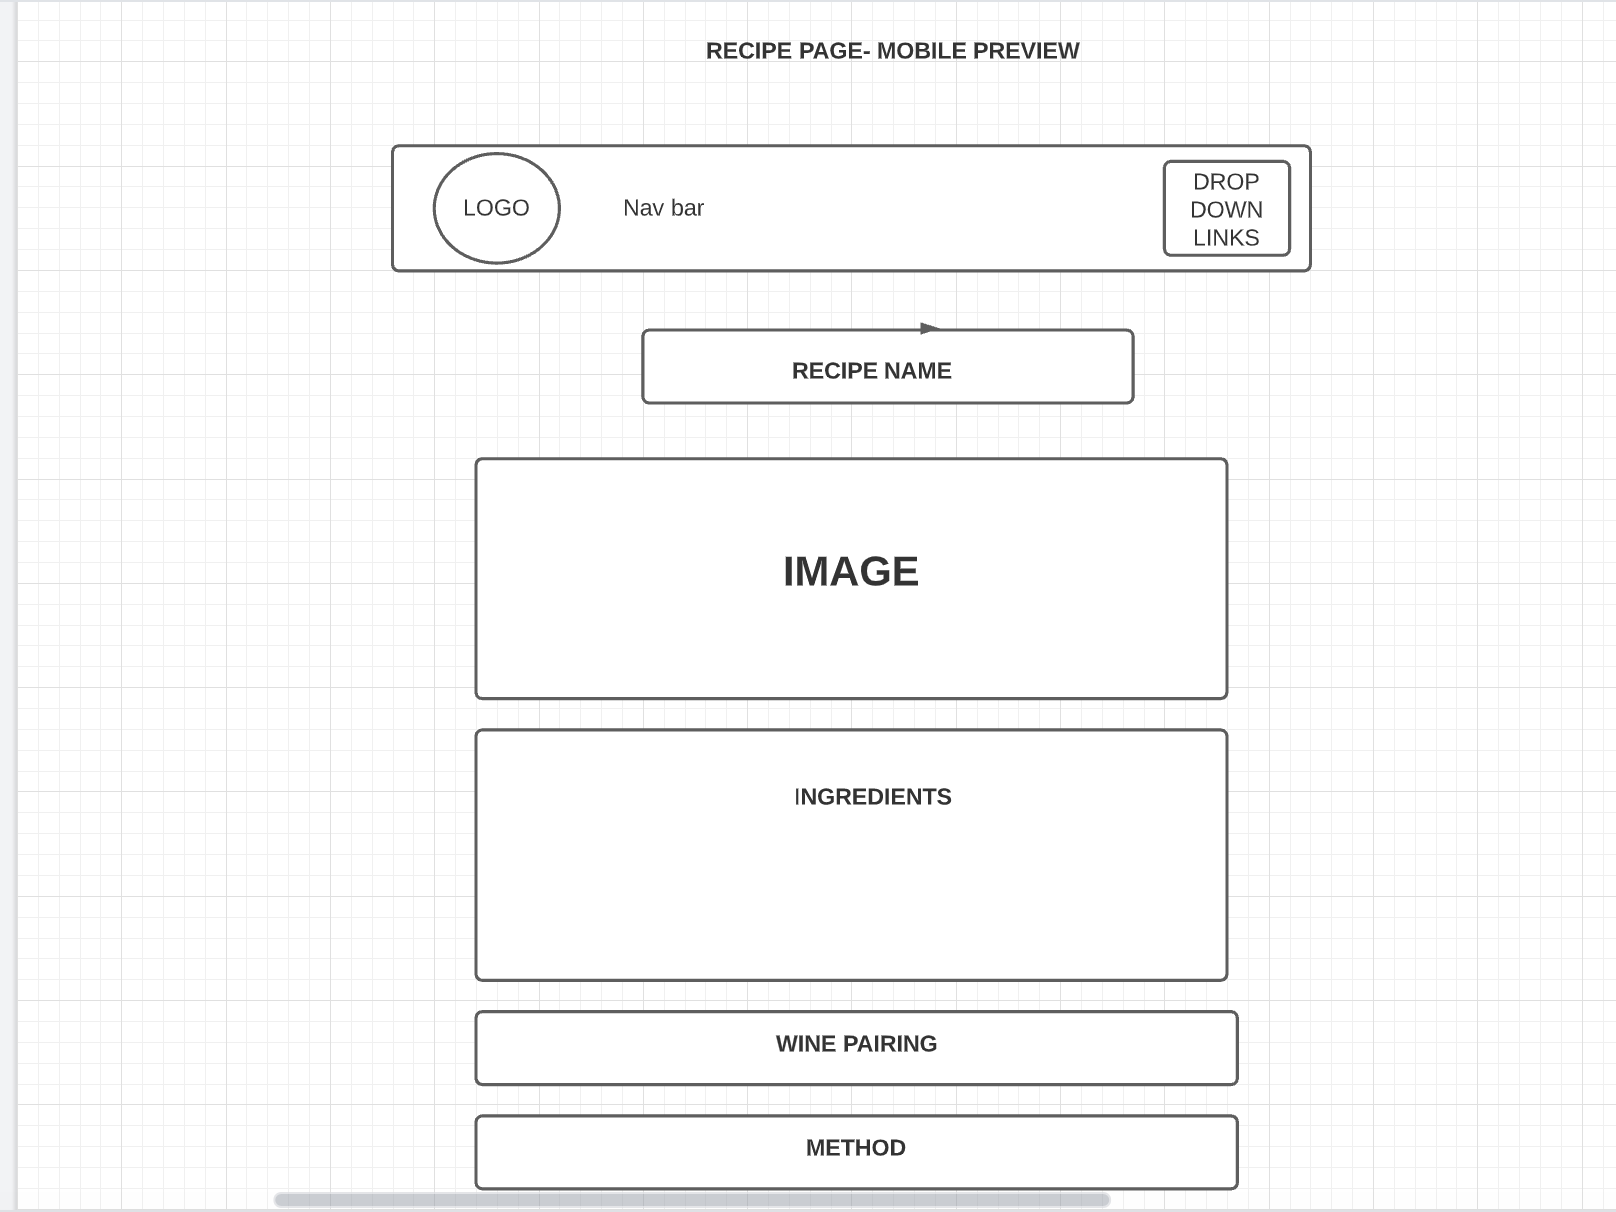 RECIPE PAGE- MOBILE PREVIEW
LOGO
Nav bar
DROP
DOWN
LINKS
RECIPE NAME
IMAGE
INGREDIENTS
WINE PAIRING
METHOD